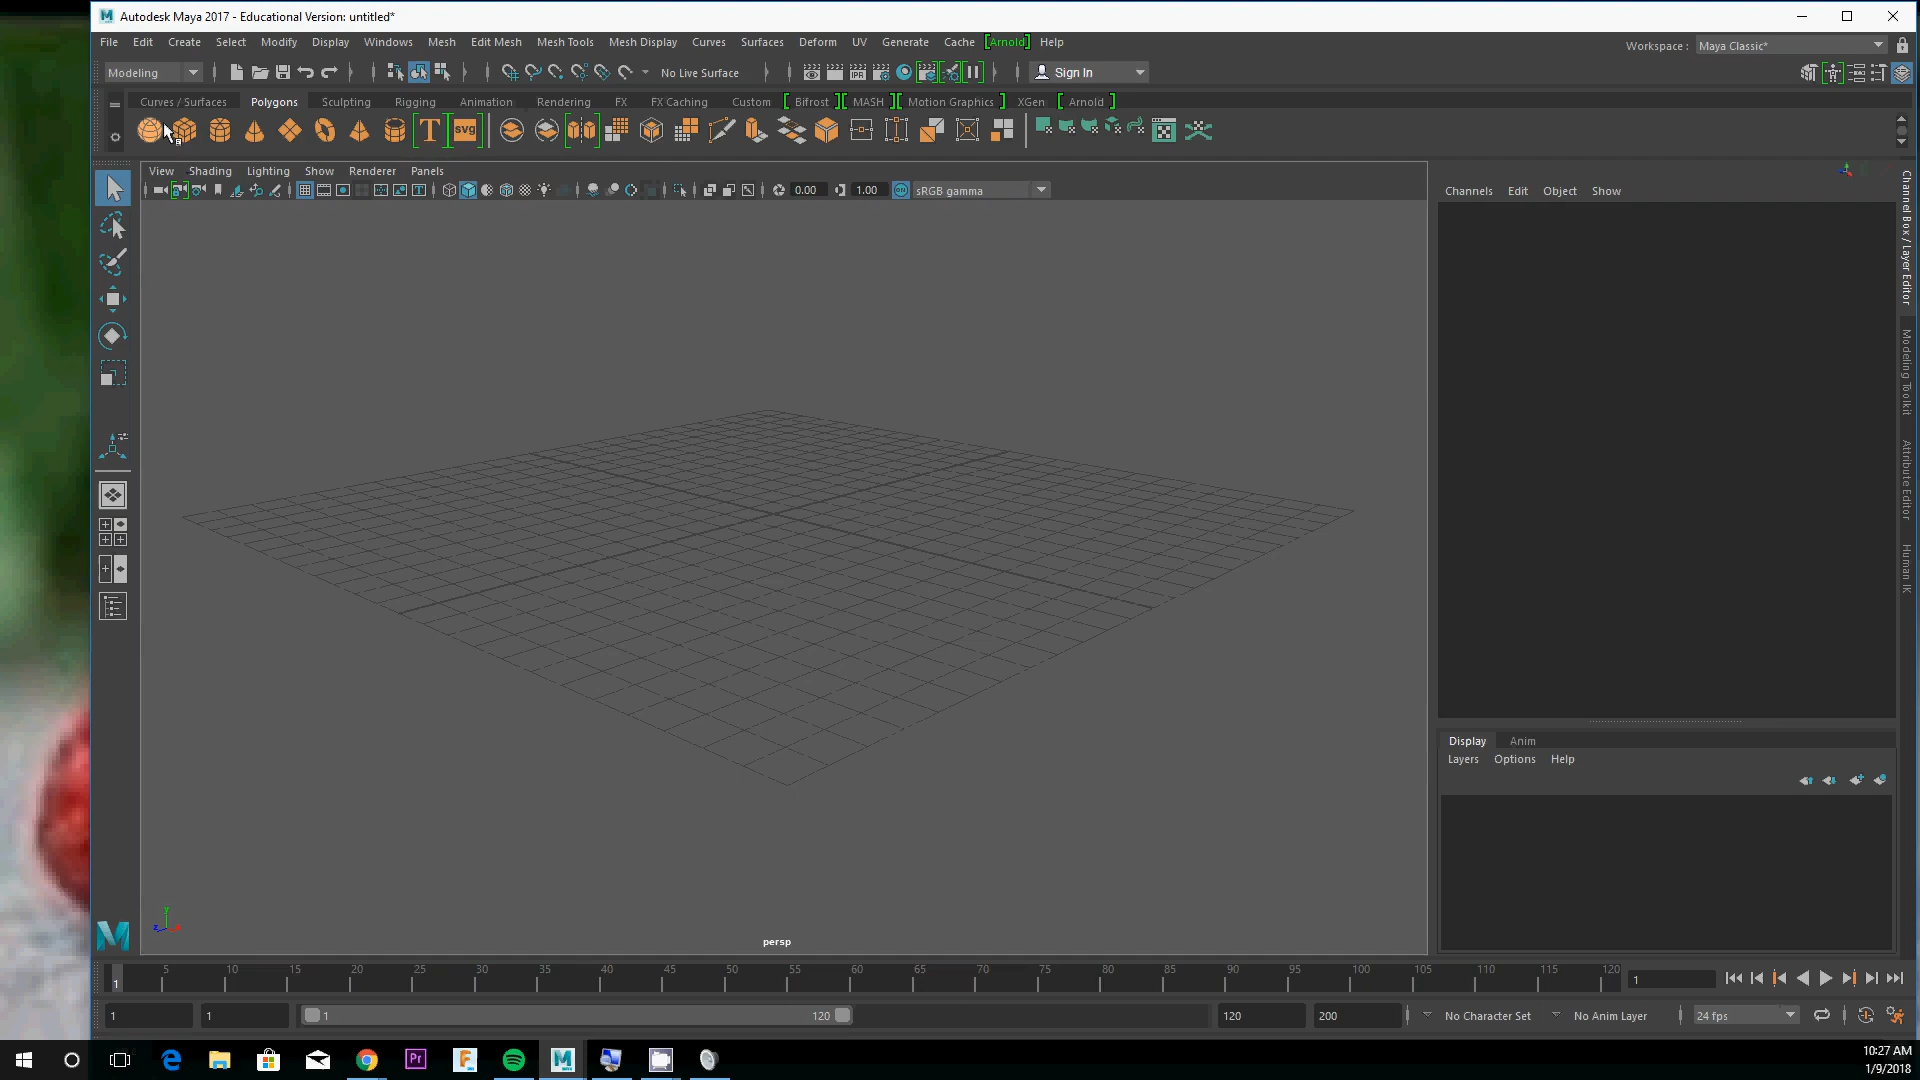 Autodesk Maya 2017 - Educational Version: untitled*
File Edit Create Select Modify Display Windows Mesh Edit Mesh Mesh Tools Mesh Display Curves Surfaces Deform UV Generate Cache [Arnold] Help
Workspace : Maya Classic*
Modeling No Live Surface IPR Sign In
Curves / Surfaces Polygons Sculpting Rigging Animation Rendering FX FX Caching Custom [ Bifrost ] [ MASH ] [ Motion Graphics ] XGen [ Arnold ]
T svg
View Shading Lighting Show Renderer Panels
0.00 1.00 ON sRGB gamma
Channels Edit Object Show
Channel Box / Layer Editor
Modeling Toolkit
Attribute Editor
Human IK
Display Anim
Layers Options Help
y
z x
persp
M
1 5 10 15 20 25 30 35 40 45 50 55 60 65 70 75 80 85 90 95 100 105 110 115 120 1
1 1 1 120 120 200 No Character Set No Anim Layer 24 fps
Pr F M
10:27 AM
1/9/2018